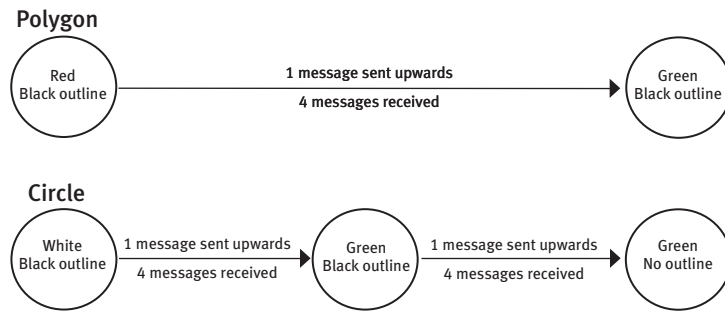 Polygon
Red
Black outline
1 message sent upwards
4 messages received
Green
Black outline
Circle
White
Black outline
1 message sent upwards
4 messages received
Green
Black outline
1 message sent upwards
4 messages received
Green
No outline